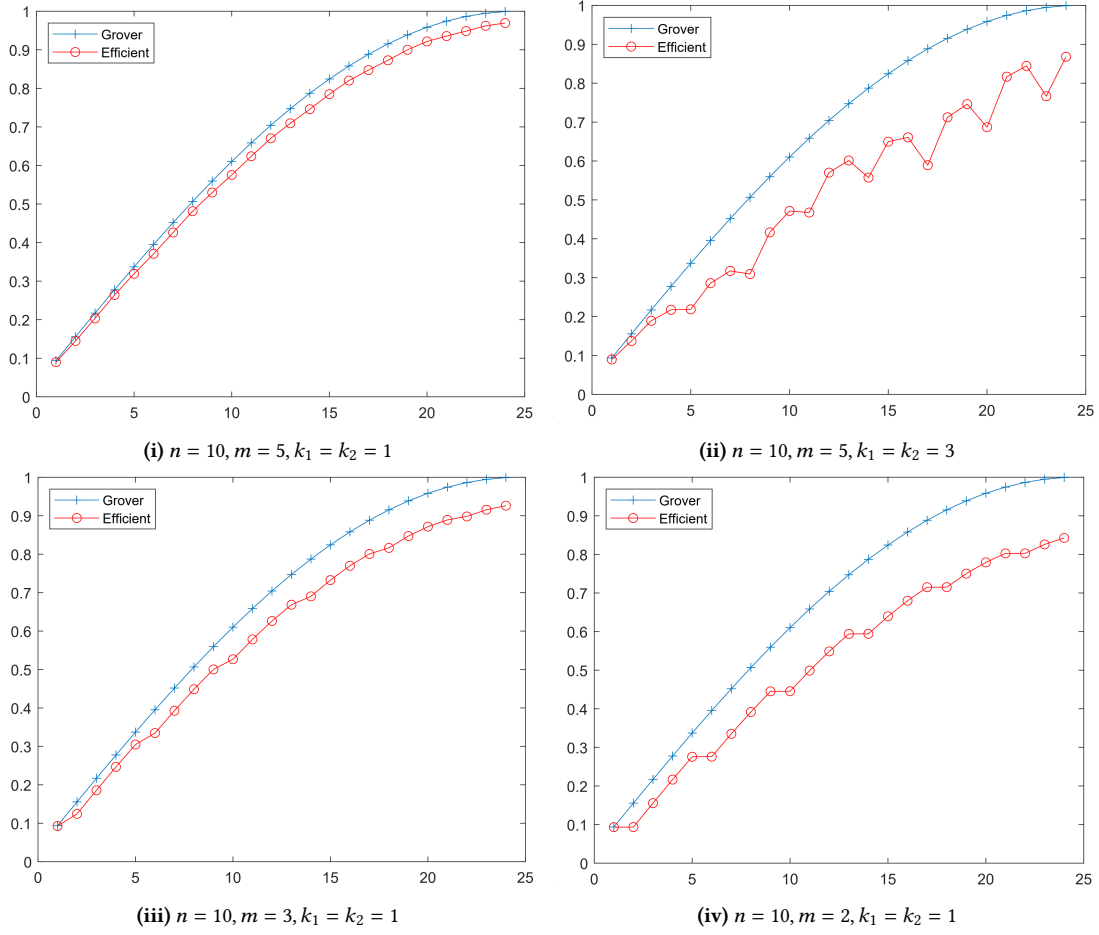 1
0.9
0.8
0.7
0.6
0.5
0.4
0.3
0.2
0.1
0
0 5 10 15 20 25
Grover
Efficient
(i) n = 10, m = 5, k₁ = k₂ = 1
1
0.9
0.8
0.7
0.6
0.5
0.4
0.3
0.2
0.1
0
0 5 10 15 20 25
Grover
Efficient
(ii) n = 10, m = 5, k₁ = k₂ = 3
1
0.9
0.8
0.7
0.6
0.5
0.4
0.3
0.2
0.1
0
0 5 10 15 20 25
Grover
Efficient
(iii) n = 10, m = 3, k₁ = k₂ = 1
1
0.9
0.8
0.7
0.6
0.5
0.4
0.3
0.2
0.1
0
0 5 10 15 20 25
Grover
Efficient
(iv) n = 10, m = 2, k₁ = k₂ = 1